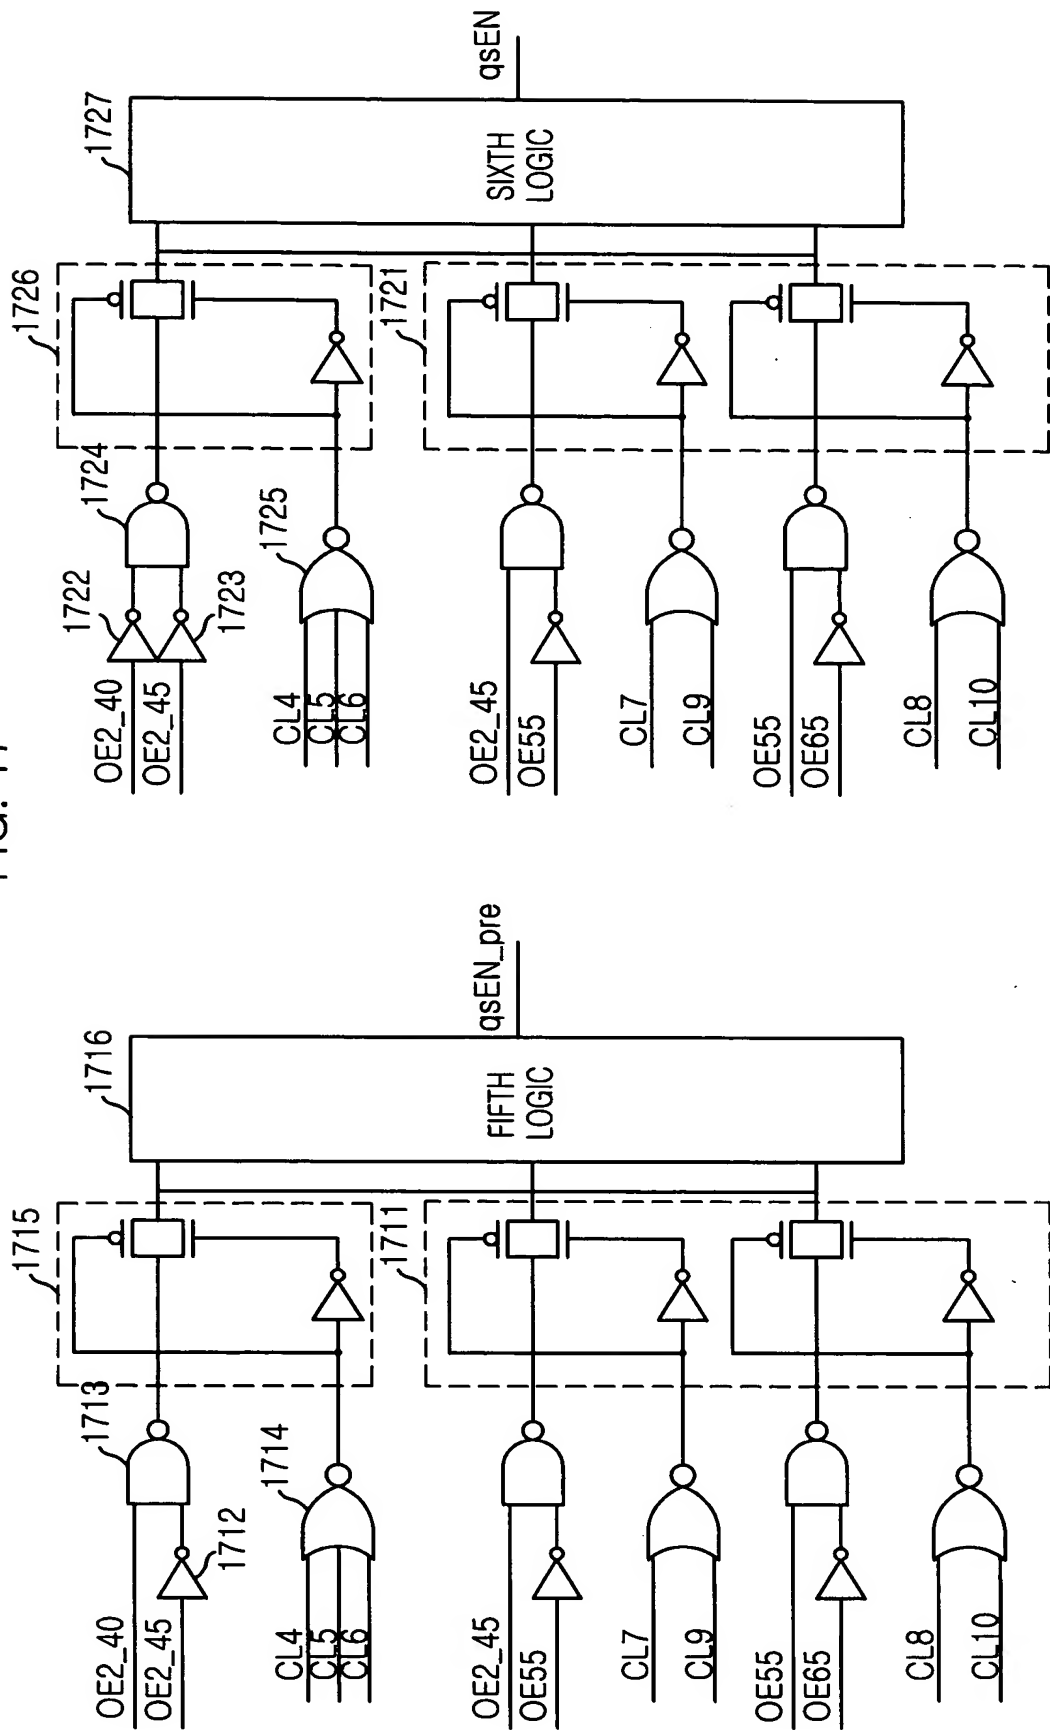 FIG. 17
1727
1726
1724
1722
OE2_40
OE2_45
1723
1725
CL4
CL5
CL6
SIXTH
LOGIC
qsEN
1721
OE2_45
OE55
CL7
CL9
OE55
OE65
CL8
CL10
1716
1715
1713
OE2_40
OE2_45
1712
1714
CL4
CL5
CL6
FIFTH
LOGIC
qsEN_pre
1711
OE2_45
OE55
CL7
CL9
OE55
OE65
CL8
CL10